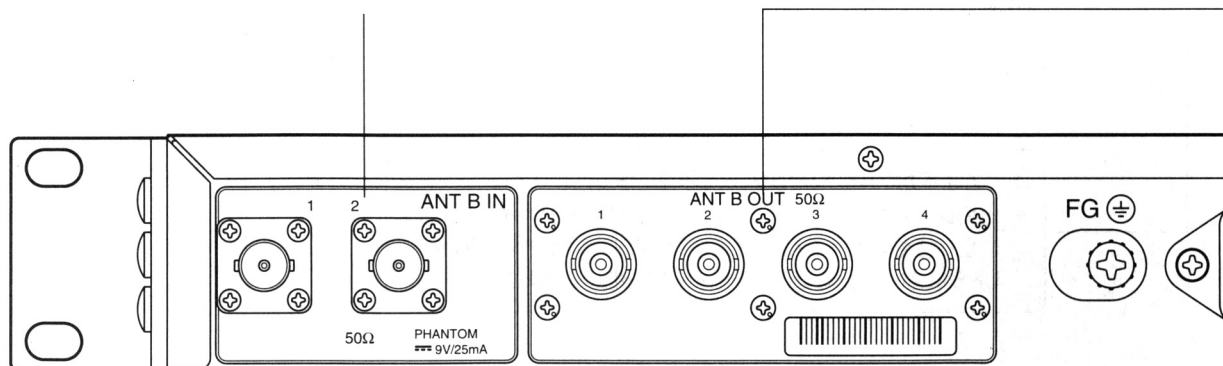 1 2 ANT B IN
50Ω PHANTOM
⎓ 9V/25mA
ANT B OUT 50Ω
1 2 3 4
FG